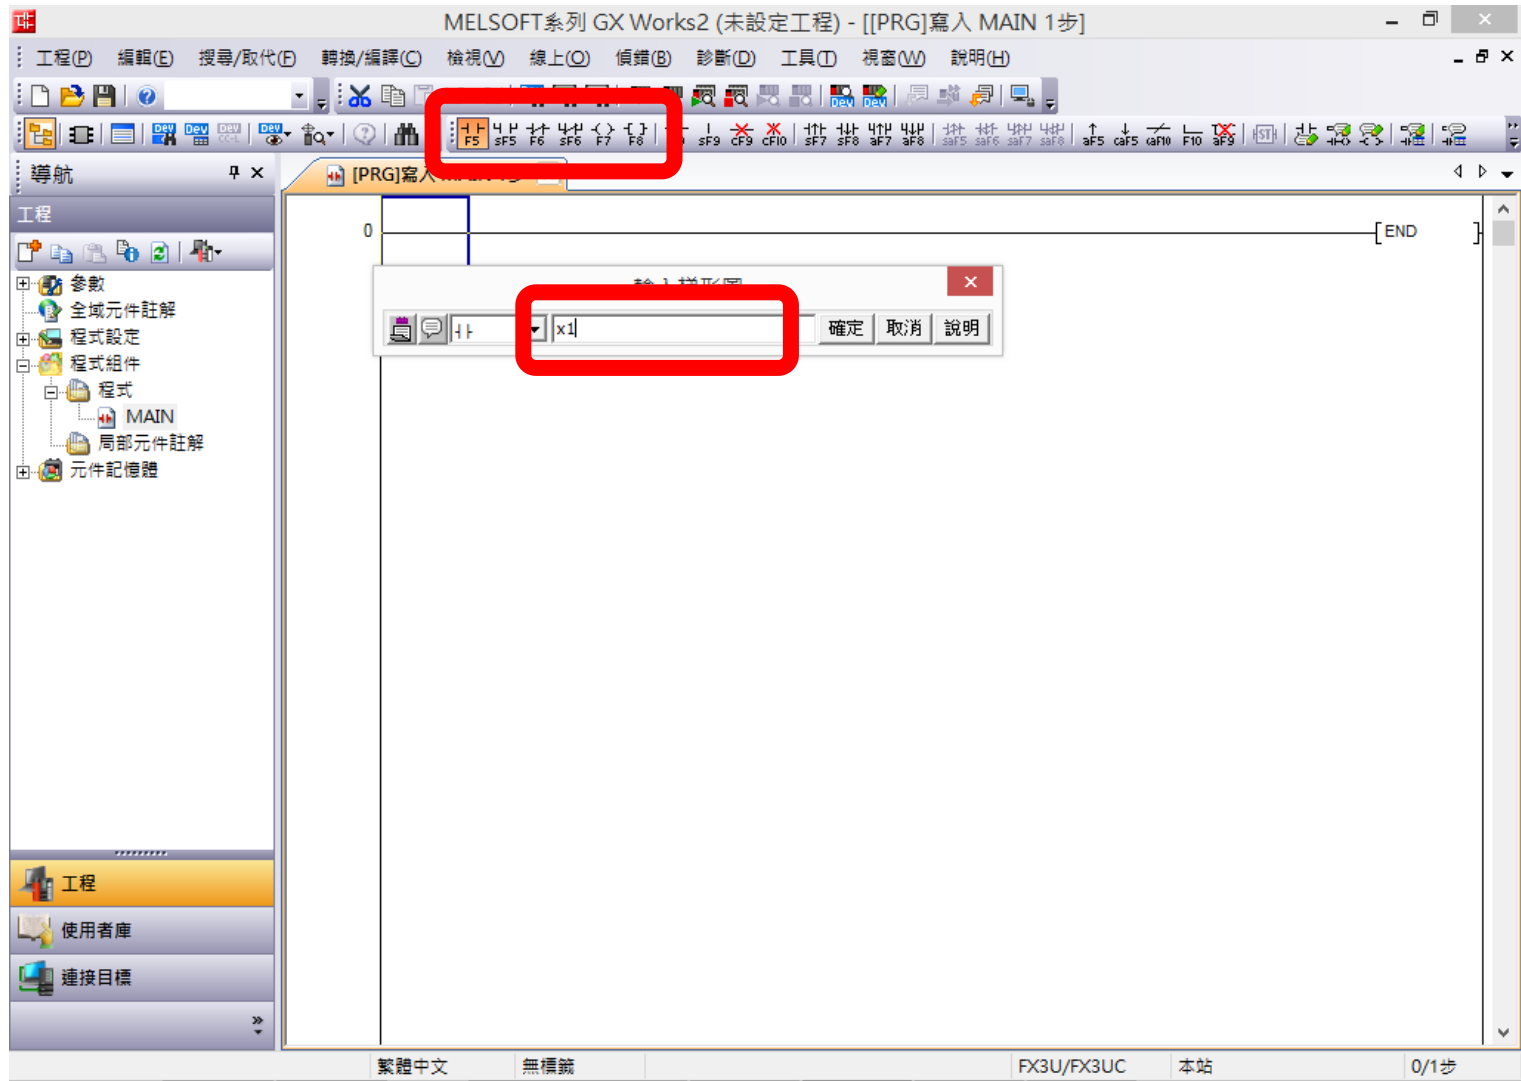 MELSOFT系列 GX Works2 (未設定工程) - [[PRG]寫入 MAIN 1步]
工程(P) 編輯(E) 搜尋/取代(F) 轉換/編譯(C) 檢視(V) 線上(O) 偵錯(B) 診斷(D) 工具(T) 視窗(W) 說明(H)
F5 sF5 F6 sF6 F7 F8 sF9 cF9 cF10 sF7 sF8 aF7 aF8 saF5 saF6 saF7 saF8 aF5 caF5 caF10 F10 aF9
導航
[PRG]寫入
工程
0
END
參數
全域元件註解
程式設定
程式組件
程式
MAIN
局部元件註解
元件記憶體
x1
確定 取消 說明
工程
使用者庫
連接目標
繁體中文 無標籤 FX3U/FX3UC 本站 0/1步